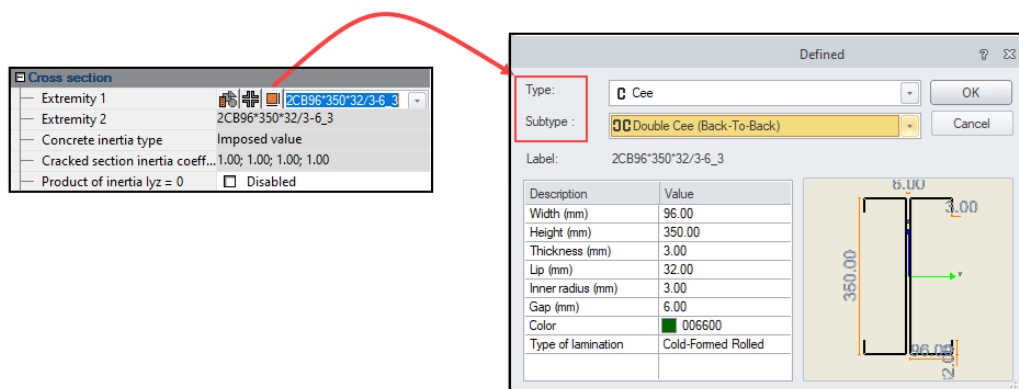 Cross section
Extremity 1 2CB96*350*32/3-6_3
Extremity 2 2CB96*350*32/3-6_3
Concrete inertia type Imposed value
Cracked section inertia coeff... 1.00; 1.00; 1.00; 1.00
Product of inertia Iyz = 0 Disabled
Defined
Type: Cee OK
Subtype : Double Cee (Back-To-Back) Cancel
Label: 2CB96*350*32/3-6_3
Description Value
Width (mm) 96.00
Height (mm) 350.00
Thickness (mm) 3.00
Lip (mm) 32.00
Inner radius (mm) 3.00
Gap (mm) 6.00
Color 006600
Type of lamination Cold-Formed Rolled
6.00
3.00
350.00
96.00